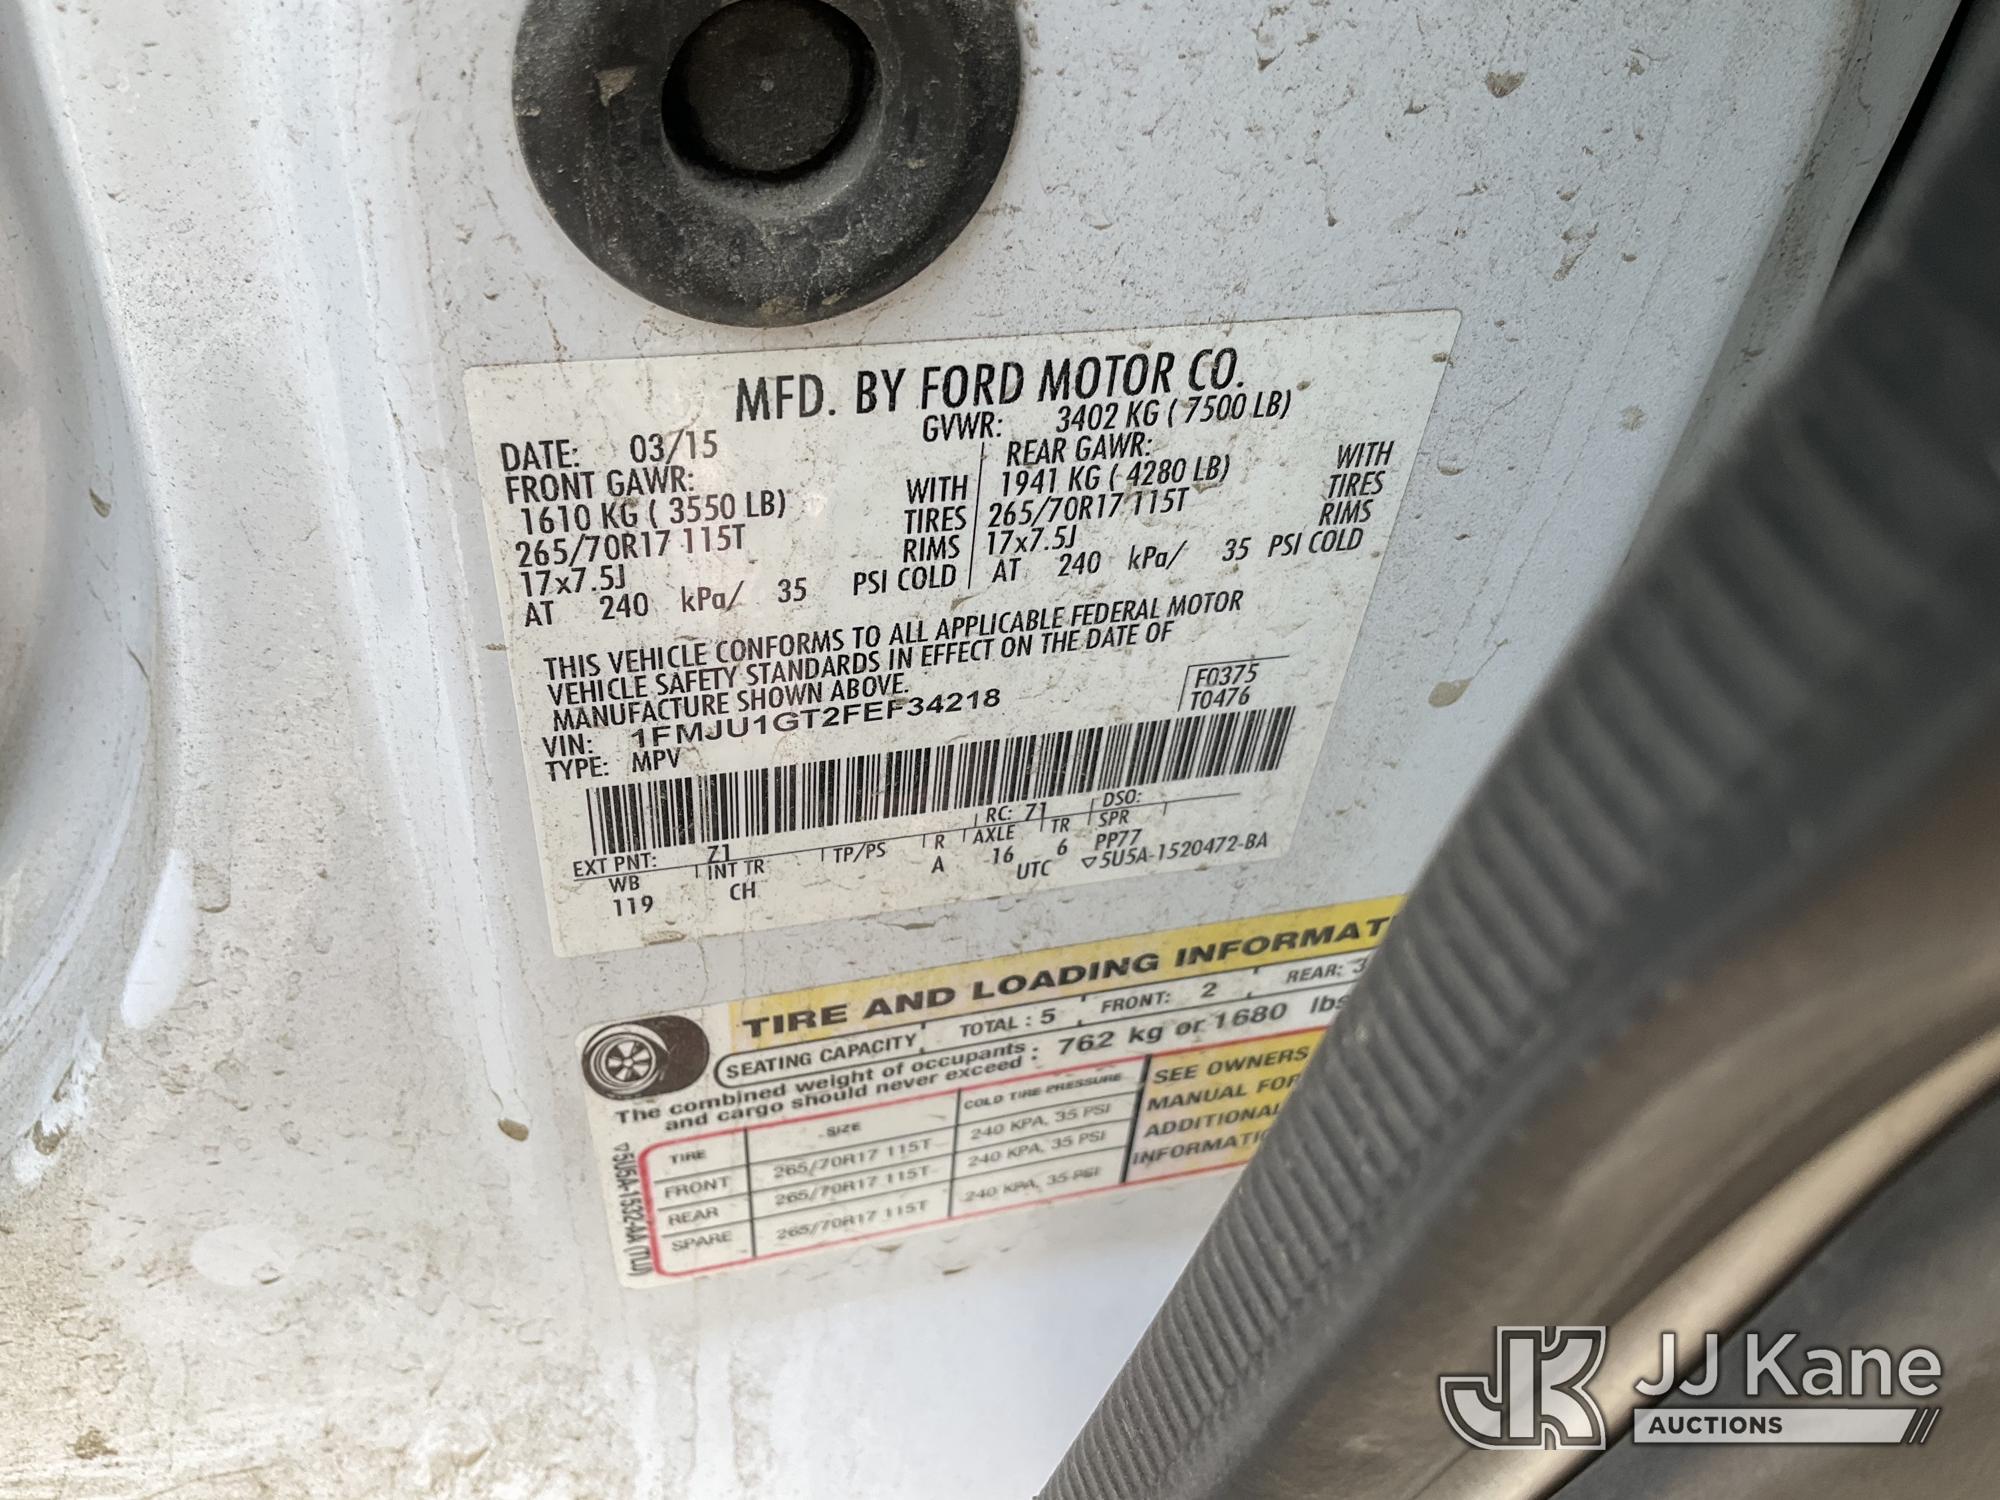 MFD. BY FORD MOTOR CO.
DATE: 03/15 GVWR: 3402 KG ( 7500 LB)
FRONT GAWR: REAR GAWR:
1610 KG ( 3550 LB) WITH 1941 KG ( 4280 LB) WITH
265/70R17 115T TIRES 265/70R17 115T TIRES
17x7.5J RIMS 17x7.5J RIMS
AT 240 kPa/ 35 PSI COLD AT 240 kPa/ 35 PSI COLD
THIS VEHICLE CONFORMS TO ALL APPLICABLE FEDERAL MOTOR
VEHICLE SAFETY STANDARDS IN EFFECT ON THE DATE OF
MANUFACTURE SHOWN ABOVE.
F0375
T0476
VIN: 1FMJU1GT2FEF34218
TYPE: MPV
EXT PNT: Z1 RC: 71 DSO:
WB INT TR TP/PS R AXLE TR SPR
119 CH A 16 6 PP77
UTC ▽5U5A-1520472-BA
TIRE AND LOADING INFORMAT
SEATING CAPACITY TOTAL : 5 FRONT: 2 REAR: 3
The combined weight of occupants and cargo should never exceed : 762 kg or 1680 lbs
TIRE SIZE COLD TIRE PRESSURE
FRONT 265/70R17 115T 240 KPA, 35 PSI
REAR 265/70R17 115T 240 KPA, 35 PSI
SPARE 265/70R17 115T 240 KPA, 35 PSI
SEE OWNERS
MANUAL FOR
ADDITIONAL
INFORMATIO
▽5U5A-1532-AA (TLU)
JK JJ Kane
AUCTIONS